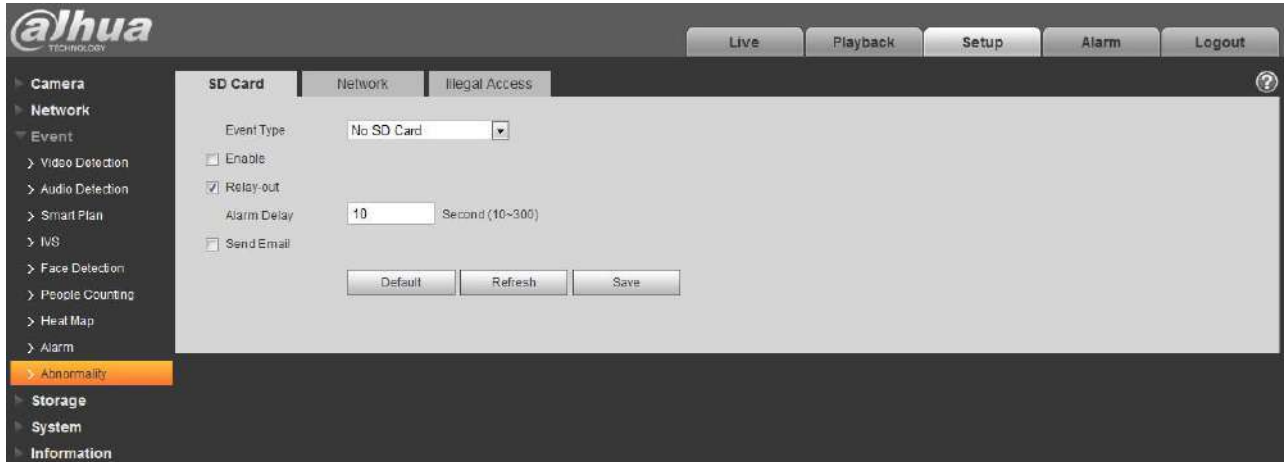 alhua
TECHNOLOGY
Live
Playback
Setup
Alarm
Logout
Camera
Network
Event
Video Detection
Audio Detection
Smart Plan
IVS
Face Detection
People Counting
Heat Map
Alarm
Abnormality
Storage
System
Information
SD Card
Network
Illegal Access
?
Event Type
No SD Card
Enable
Relay-out
Alarm Delay
10
Second (10~300)
Send Email
Default
Refresh
Save